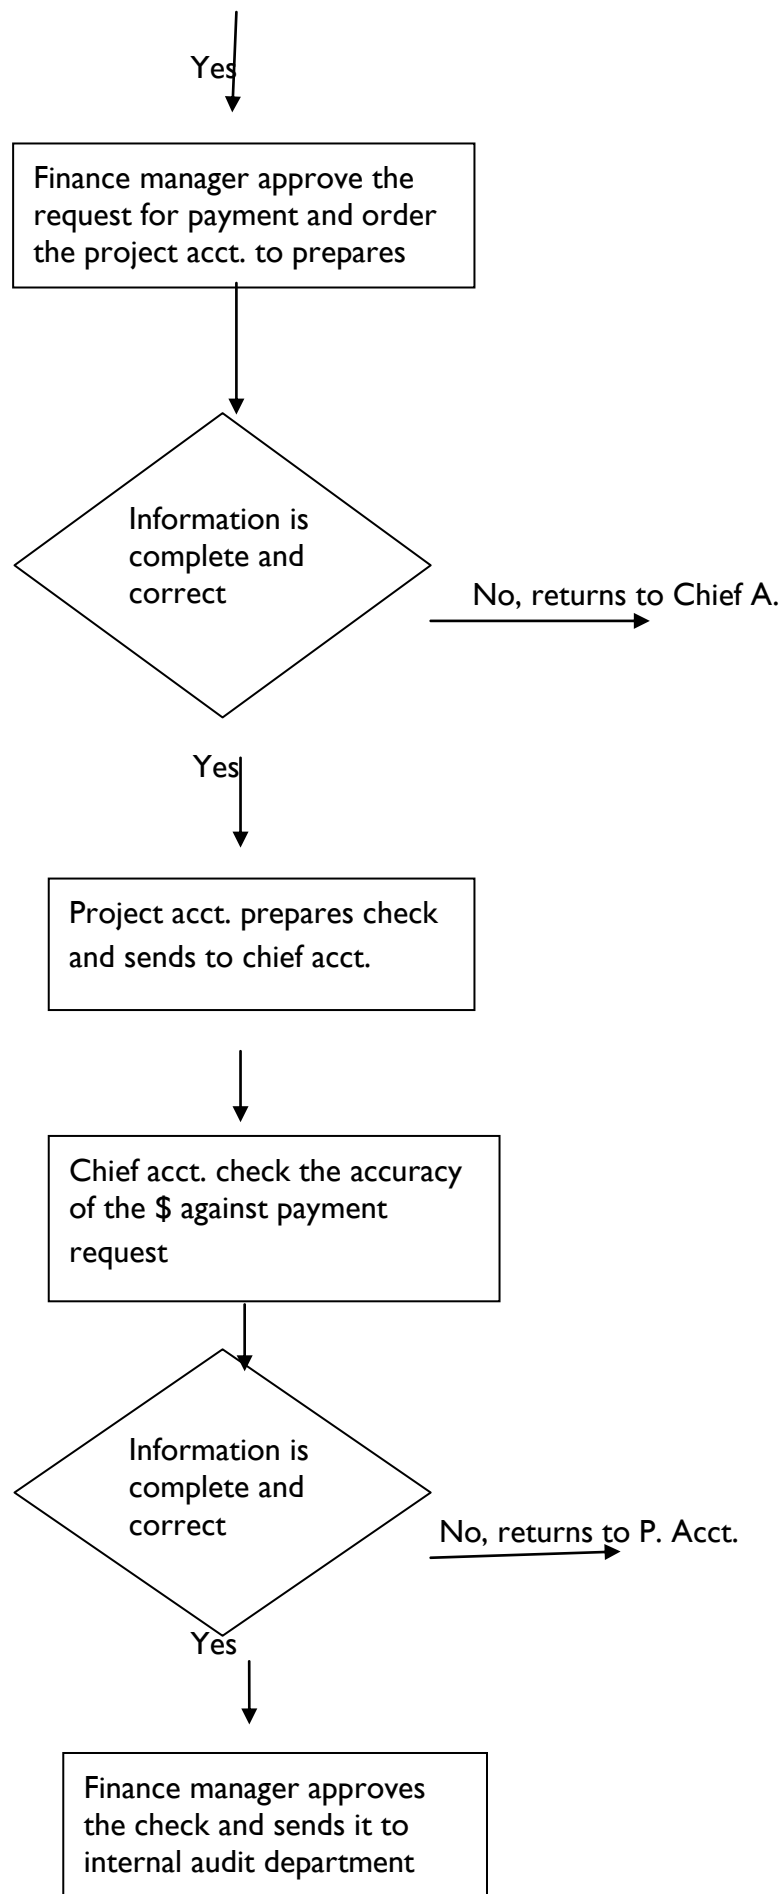 Yes
Finance manager approve the
request for payment and order
the project acct. to prepares
Information is
complete and
correct
No, returns to Chief A.
Yes
Project acct. prepares check
and sends to chief acct.
Chief acct. check the accuracy
of the $ against payment
request
Information is
complete and
correct
No, returns to P. Acct.
Yes
Finance manager approves
the check and sends it to
internal audit department